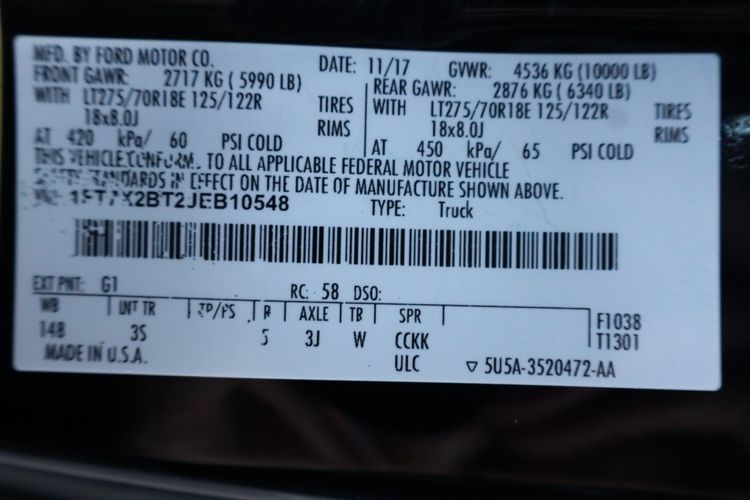 MFD. BY FORD MOTOR CO. DATE: 11/17 GVWR: 4536 KG (10000 LB)
FRONT GAWR: 2717 KG ( 5990 LB) REAR GAWR: 2876 KG ( 6340 LB)
WITH LT275/70R18E 125/122R TIRES WITH LT275/70R18E 125/122R TIRES
18x8.0J RIMS 18x8.0J RIMS
AT 420 kPa/ 60 PSI COLD AT 450 kPa/ 65 PSI COLD
THIS VEHICLE CONFORMS TO ALL APPLICABLE FEDERAL MOTOR VEHICLE
SAFETY STANDARDS IN EFFECT ON THE DATE OF MANUFACTURE SHOWN ABOVE.
2BT2JEB10548 TYPE: Truck
EXT PNT: G1 RC: 58 DSO:
WB INT TR TP/PS R AXLE TB SPR F1038
148 3S 5 3J W CCKK T1301
MADE IN U.S.A. ULC ▽ 5U5A-3520472-AA